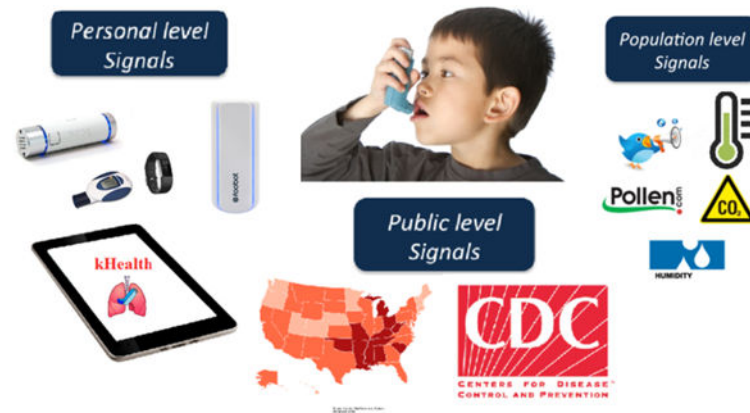 Personal level
Signals
Population level
Signals
foobot
Pollen.com
CO₂
HUMIDITY
Public level
Signals
kHealth
CDC
CENTERS FOR DISEASE
CONTROL AND PREVENTION